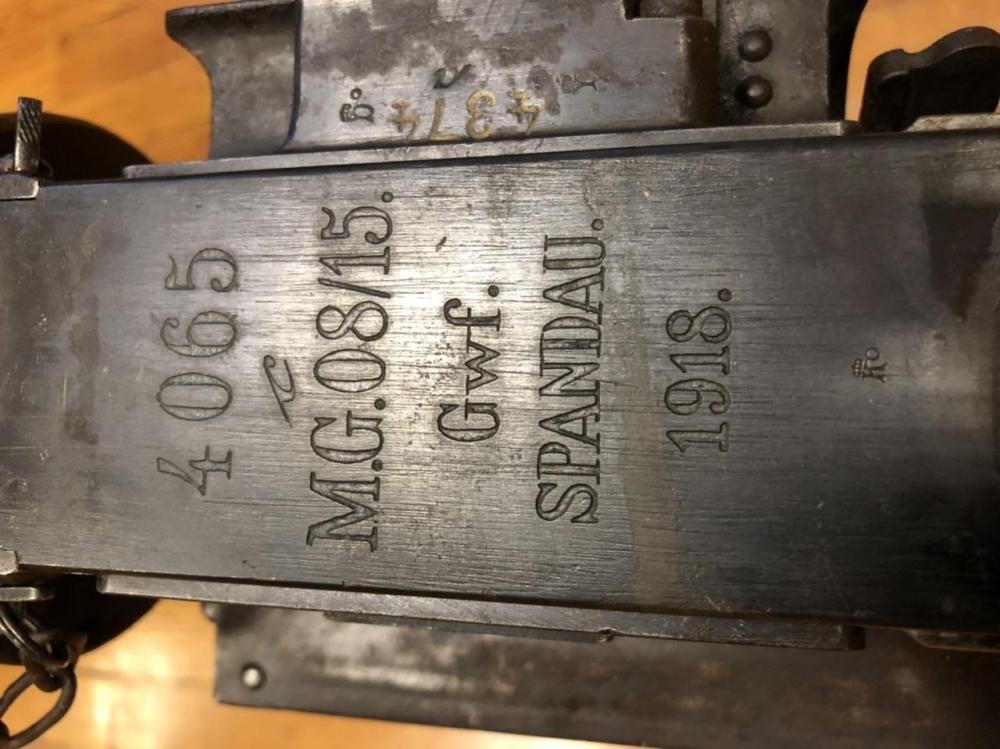 4065
c
M.G.08/15.
Gwf.
SPANDAU.
1918.
4374